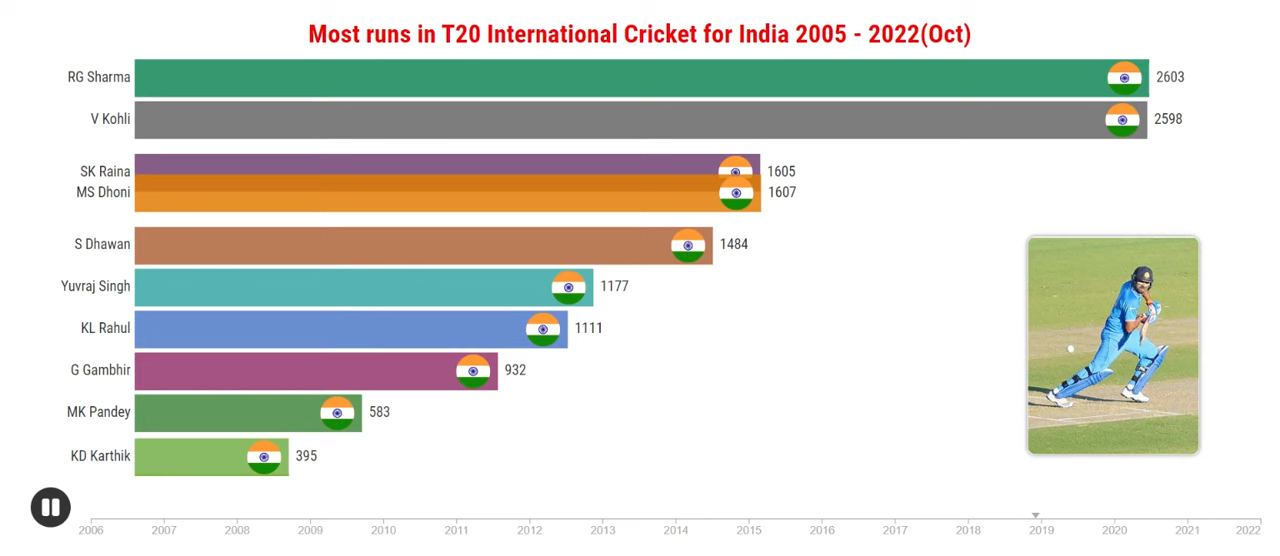 Most runs in T20 International Cricket for India 2005 - 2022(Oct)
RG Sharma 2603
V Kohli 2598
SK Raina 1605
MS Dhoni 1607
S Dhawan 1484
Yuvraj Singh 1177
KL Rahul 1111
G Gambhir 932
MK Pandey 583
KD Karthik 395
2006 2007 2008 2009 2010 2011 2012 2013 2014 2015 2016 2017 2018 2019 2020 2021 2022